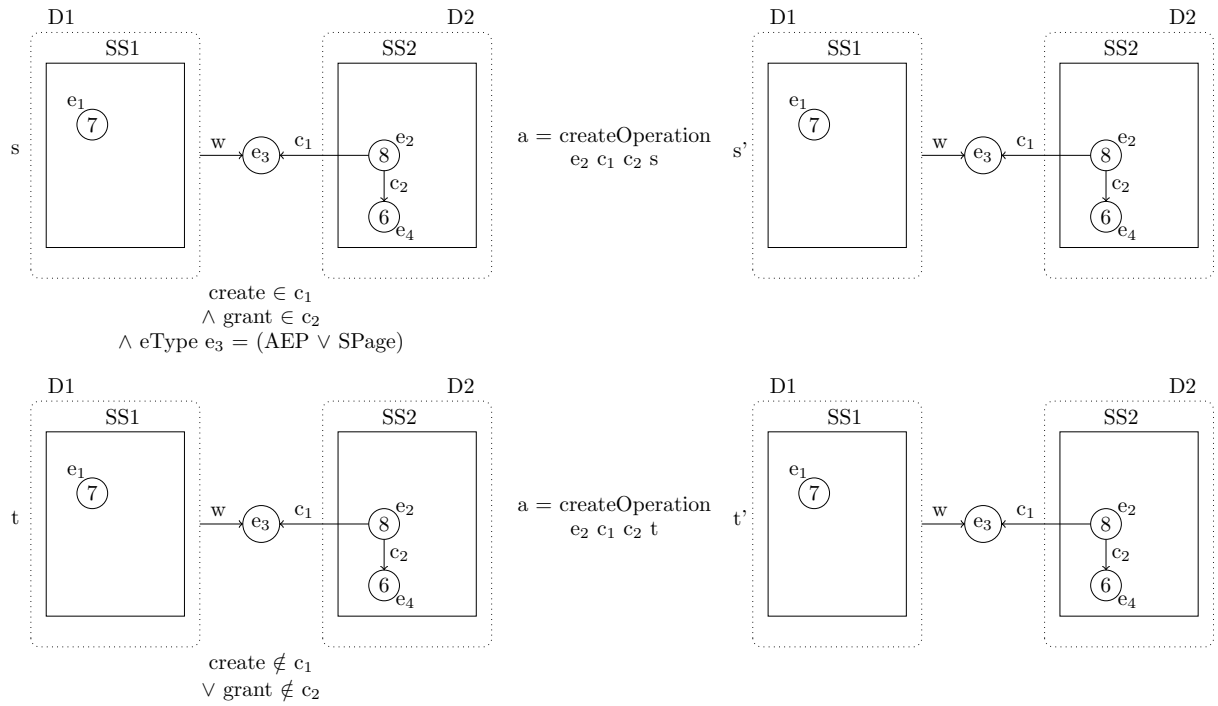 D1 D2 D1 D2
SS1 SS2 SS1 SS2
e₁ e₁
7 7
s w e₃ c₁ 8 e₂ a = createOperation s' w e₃ c₁ 8 e₂
e₂ c₁ c₂ s
c₂ c₂
6 6
e₄ e₄
create ∈ c₁
∧ grant ∈ c₂
∧ eType e₃ = (AEP ∨ SPage)
D1 D2 D1 D2
SS1 SS2 SS1 SS2
e₁ e₁
7 7
t w e₃ c₁ 8 e₂ a = createOperation t' w e₃ c₁ 8 e₂
e₂ c₁ c₂ t
c₂ c₂
6 6
e₄ e₄
create ∉ c₁
∨ grant ∉ c₂